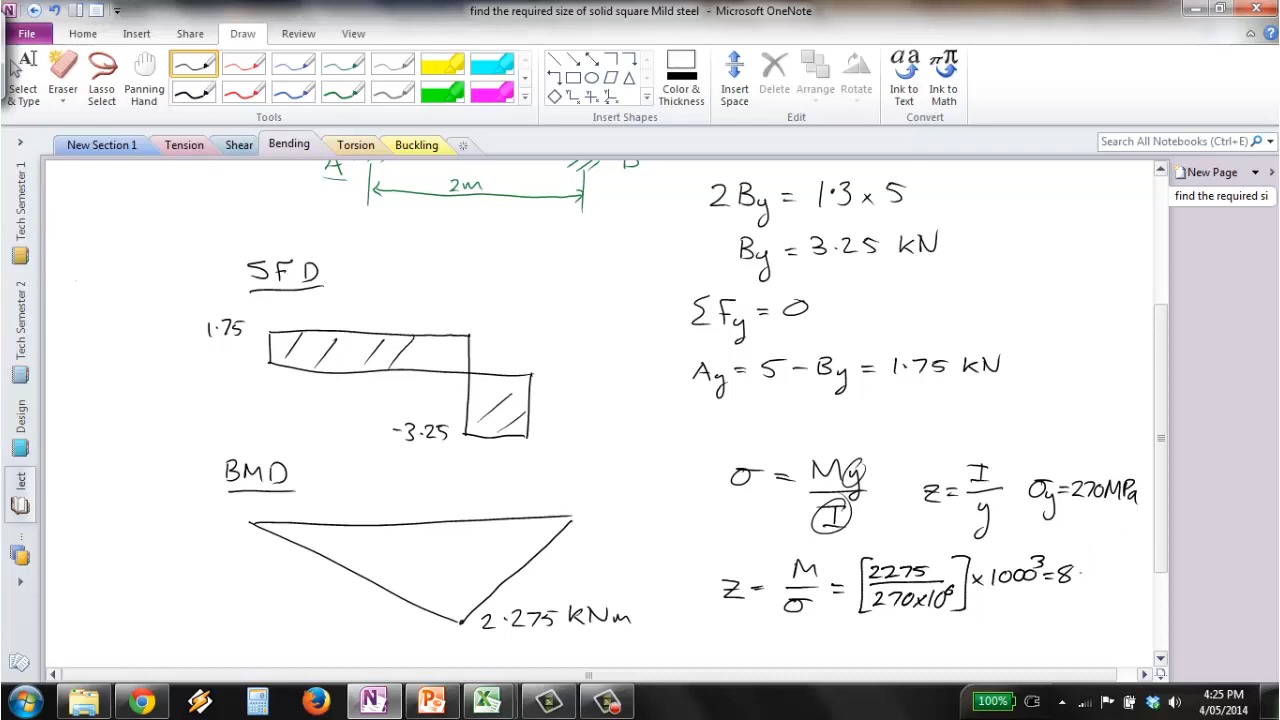 find the required size of solid square Mild steel - Microsoft OneNote
File Home Insert Share Draw Review View
Select & Type
Eraser
Lasso Select
Panning Hand
Color & Thickness
Insert Space
Delete
Arrange
Rotate
Ink to Text
Ink to Math
Tools
Insert Shapes
Edit
Convert
New Section 1 Tension Shear Bending Torsion Buckling
Search All Notebooks (Ctrl+E)
New Page
find the required si
Tech Semester 1
Tech Semester 2
Design
lect
A
2m
2 By = 1.3 x 5
By = 3.25 KN
ΣFy = 0
Ay = 5 - By = 1.75 KN
SFD
1.75
-3.25
BMD
2.275 KNm
σ = My / I
z = I / y
σy = 270MPa
z = M / σ = [2275 / 270x10⁶] x 1000³ = 8.
100%
4:25 PM
4/05/2014